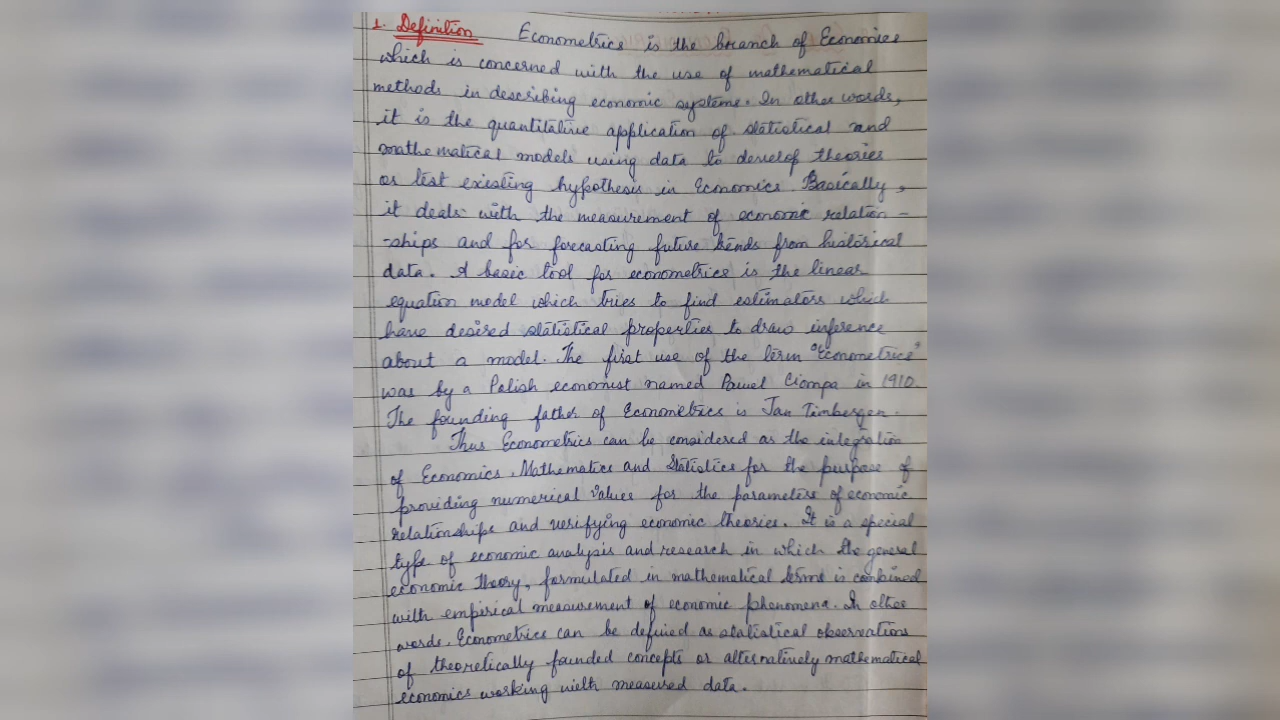 1. Definition Econometrics is the branch of Economics
which is concerned with the use of mathematical
methods in describing economic systems. In other words,
it is the quantitative application of statistical and
mathematical models using data to develop theories
or test existing hypothesis in Economics. Basically,
it deals with the measurement of economic relation-
-ships and for forecasting future trends from historical
data. A basic tool for econometrics is the linear
equation model which tries to find estimators which
have desired statistical properties to draw inference
about a model. The first use of the term "Econometrics"
was by a Polish economist named Pawel Ciompa in 1910.
The founding father of Econometrics is Jan Timbergen.
Thus Econometrics can be considered as the integration
of Economics, Mathematics and Statistics for the purpose of
providing numerical values for the parameters of economic
relationships and verifying economic theories. It is a special
type of economic analysis and research in which the general
economic theory, formulated in mathematical terms is combined
with empirical measurement of economic phenomena. In other
words, Econometrics can be defined as statistical observations
of theoretically founded concepts or alternatively mathematical
economics working with measured data.